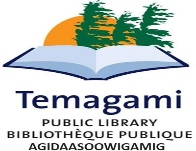 Temagami
PUBLIC LIBRARY
BIBLIOTHÈQUE PUBLIQUE
AGIDAASOOWIGAMIG